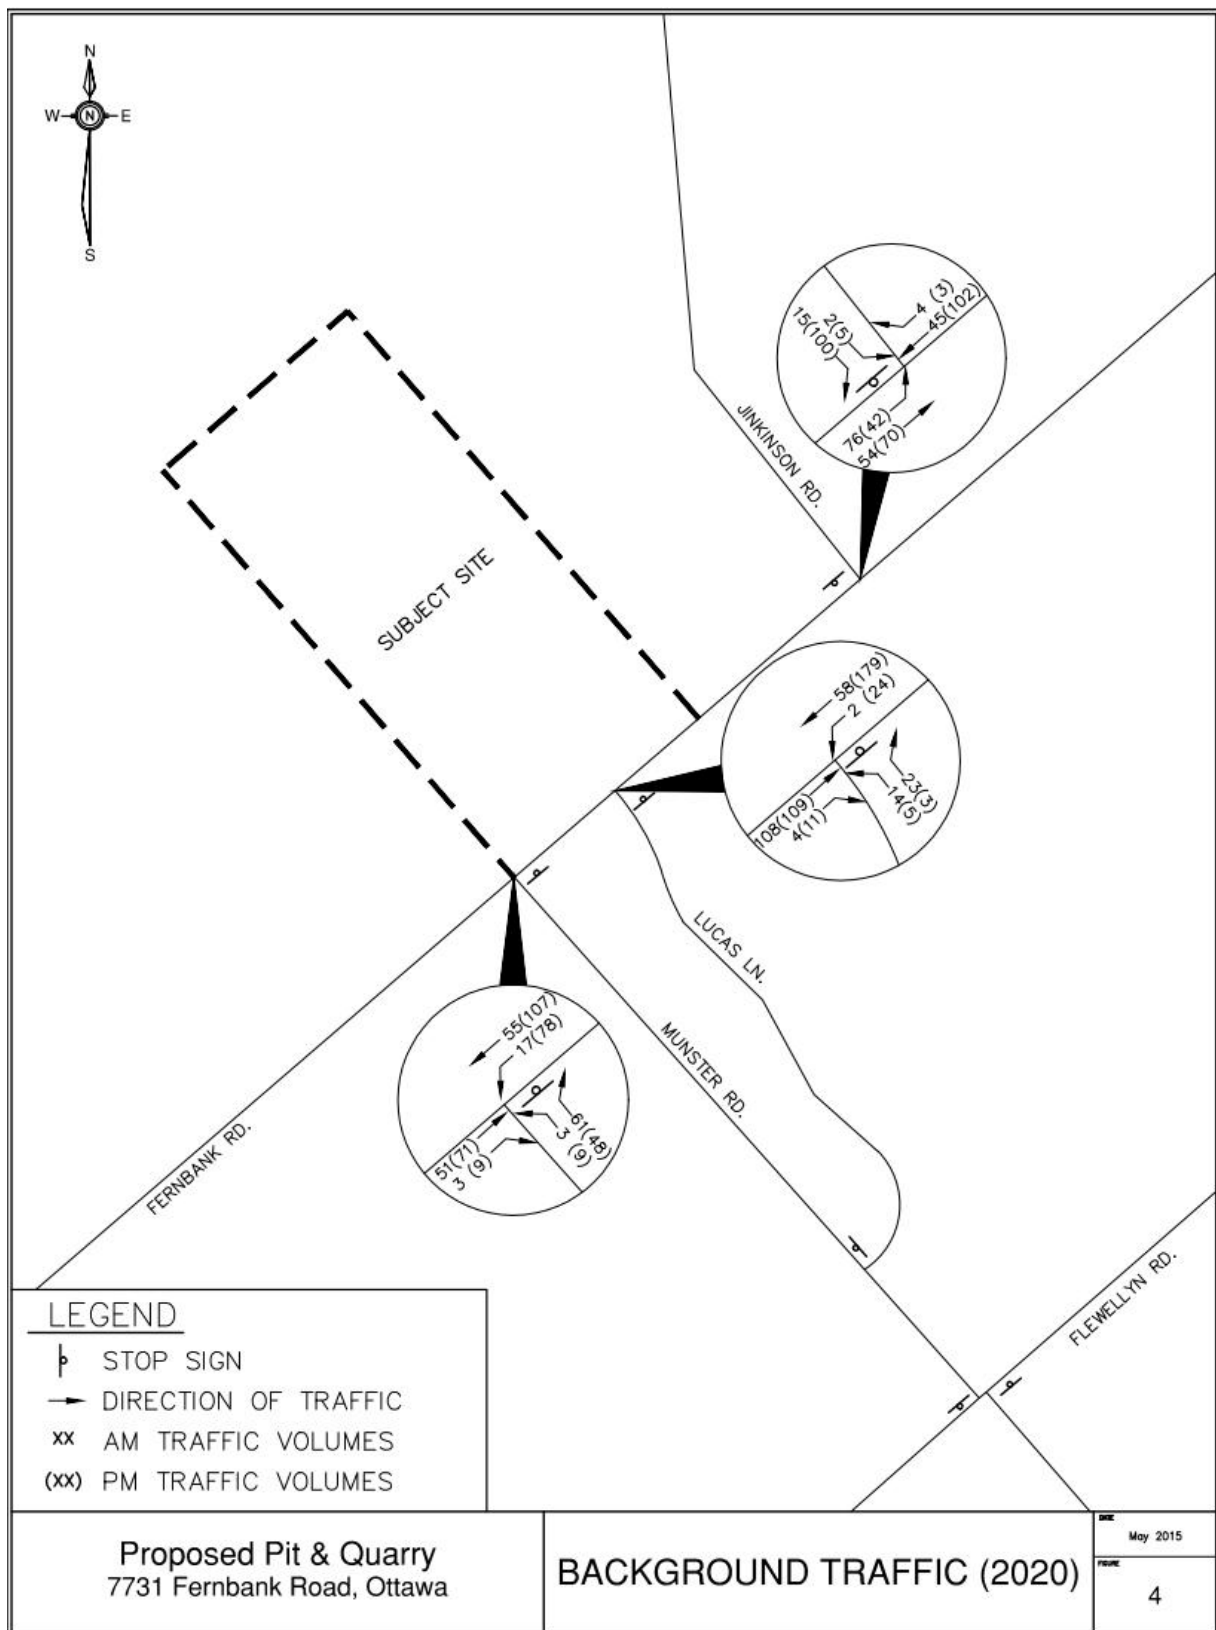 N
W
N
E
S
4 (3)
45(102)
2(5)
15(100)
76(42)
54(70)
JINKINSON RD.
SUBJECT SITE
58(179)
2 (24)
23(3)
14(5)
108(109)
4(11)
LUCAS LN.
MUNSTER RD.
55(107)
17(78)
61(48)
3 (9)
51(71)
3 (9)
FERNBANK RD.
FLEWELLYN RD.
LEGEND
STOP SIGN
DIRECTION OF TRAFFIC
XX AM TRAFFIC VOLUMES
(XX) PM TRAFFIC VOLUMES
Proposed Pit & Quarry
7731 Fernbank Road, Ottawa
BACKGROUND TRAFFIC (2020)
DATE
May 2015
FIGURE
4